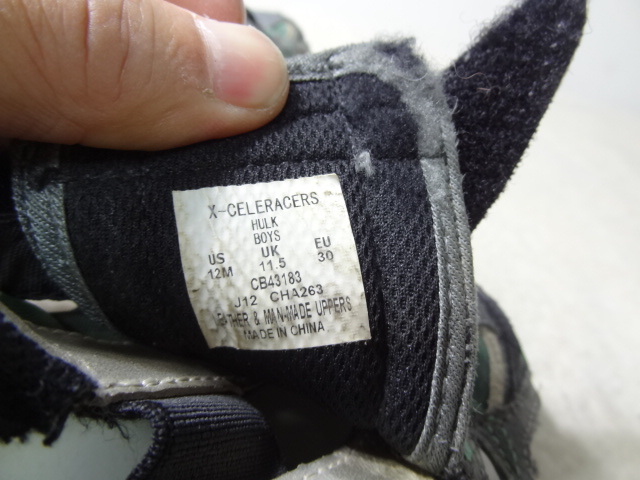 X-CELERACERS
HULK
BOYS
US UK EU
12M 11.5 30
CB43183
J12 CHA263
& MAN-MADE UPPERS
MADE IN CHINA